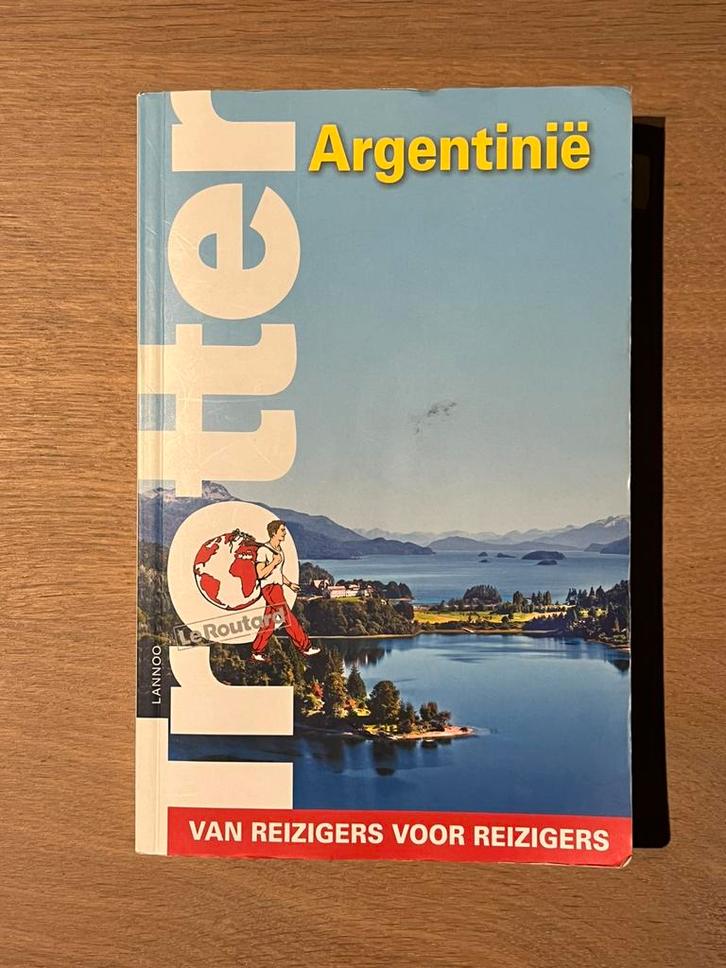 Trotter
Argentinië
Le Routard
LANNOO
VAN REIZIGERS VOOR REIZIGERS